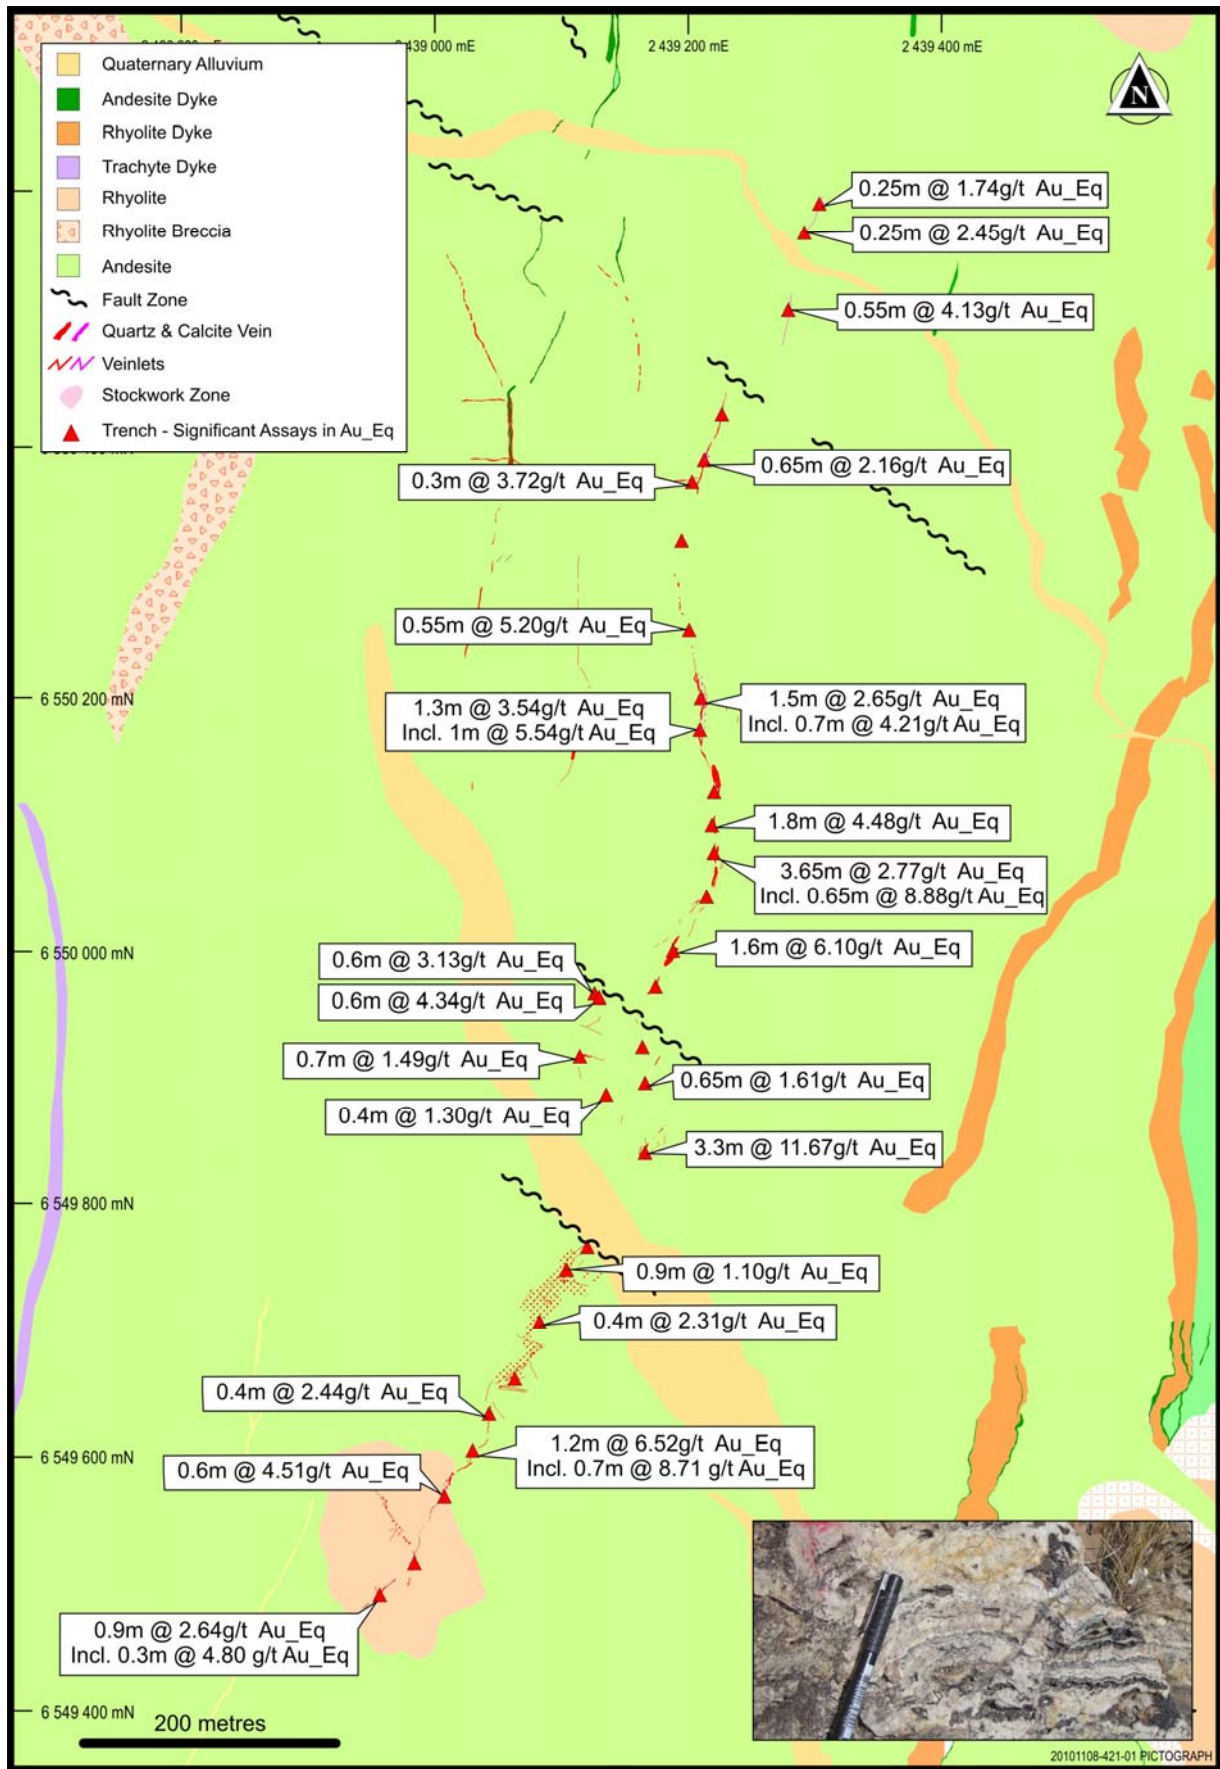 2 439 000 mE
2 439 200 mE
2 439 400 mE
N
Quaternary Alluvium
Andesite Dyke
Rhyolite Dyke
Trachyte Dyke
Rhyolite
Rhyolite Breccia
Andesite
Fault Zone
Quartz & Calcite Vein
Veinlets
Stockwork Zone
Trench - Significant Assays in Au_Eq
0.25m @ 1.74g/t Au_Eq
0.25m @ 2.45g/t Au_Eq
0.55m @ 4.13g/t Au_Eq
0.65m @ 2.16g/t Au_Eq
0.3m @ 3.72g/t Au_Eq
0.55m @ 5.20g/t Au_Eq
6 550 200 mN
1.3m @ 3.54g/t Au_Eq
Incl. 1m @ 5.54g/t Au_Eq
1.5m @ 2.65g/t Au_Eq
Incl. 0.7m @ 4.21g/t Au_Eq
1.8m @ 4.48g/t Au_Eq
3.65m @ 2.77g/t Au_Eq
Incl. 0.65m @ 8.88g/t Au_Eq
6 550 000 mN
1.6m @ 6.10g/t Au_Eq
0.6m @ 3.13g/t Au_Eq
0.6m @ 4.34g/t Au_Eq
0.7m @ 1.49g/t Au_Eq
0.65m @ 1.61g/t Au_Eq
0.4m @ 1.30g/t Au_Eq
3.3m @ 11.67g/t Au_Eq
6 549 800 mN
0.9m @ 1.10g/t Au_Eq
0.4m @ 2.31g/t Au_Eq
0.4m @ 2.44g/t Au_Eq
6 549 600 mN
1.2m @ 6.52g/t Au_Eq
Incl. 0.7m @ 8.71 g/t Au_Eq
0.6m @ 4.51g/t Au_Eq
0.9m @ 2.64g/t Au_Eq
Incl. 0.3m @ 4.80 g/t Au_Eq
6 549 400 mN
200 metres
20101108-421-01 PICTOGRAPH